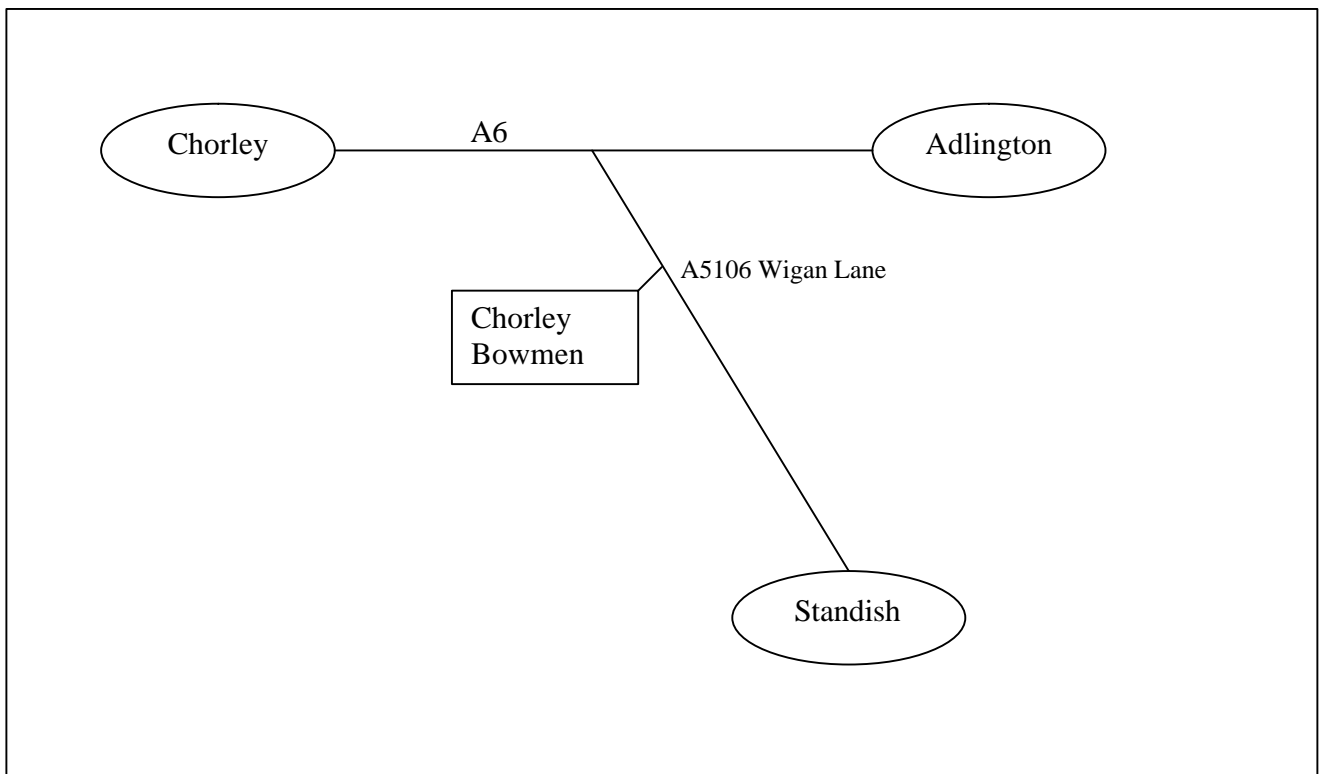 A6
Chorley
Adlington
A5106 Wigan Lane
Chorley
Bowmen
Standish